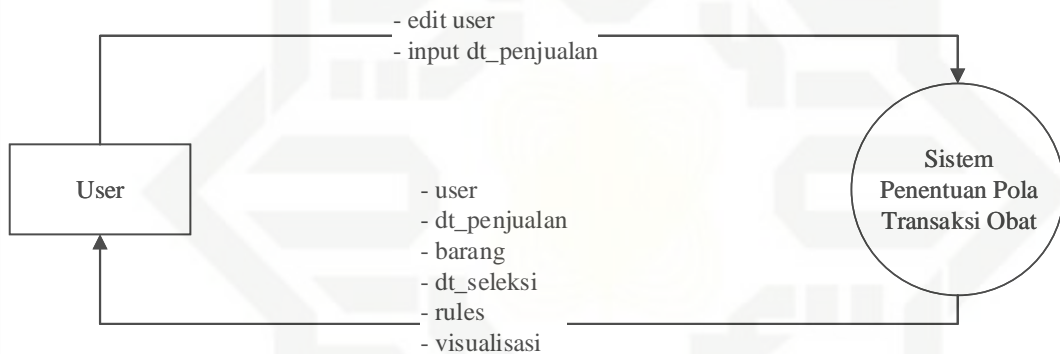 - edit user
- input dt_penjualan
User
Sistem
Penentuan Pola
Transaksi Obat
- user
- dt_penjualan
- barang
- dt_seleksi
- rules
- visualisasi